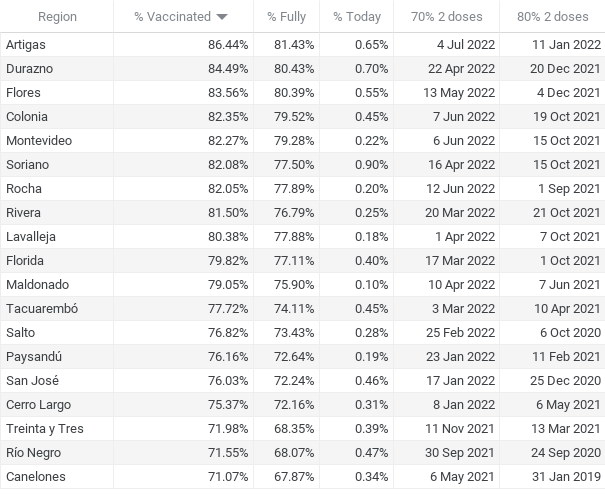 Region % Vaccinated % Fully % Today 70% 2 doses 80% 2 doses
Artigas 86.44% 81.43% 0.65% 4 Jul 2022 11 Jan 2022
Durazno 84.49% 80.43% 0.70% 22 Apr 2022 20 Dec 2021
Flores 83.56% 80.39% 0.55% 13 May 2022 4 Dec 2021
Colonia 82.35% 79.52% 0.45% 7 Jun 2022 19 Oct 2021
Montevideo 82.27% 79.28% 0.22% 6 Jun 2022 15 Oct 2021
Soriano 82.08% 77.50% 0.90% 16 Apr 2022 15 Oct 2021
Rocha 82.05% 77.89% 0.20% 12 Jun 2022 1 Sep 2021
Rivera 81.50% 76.79% 0.25% 20 Mar 2022 21 Oct 2021
Lavalleja 80.38% 77.88% 0.18% 1 Apr 2022 7 Oct 2021
Florida 79.82% 77.11% 0.40% 17 Mar 2022 1 Oct 2021
Maldonado 79.05% 75.90% 0.10% 10 Apr 2022 7 Jun 2021
Tacuarembó 77.72% 74.11% 0.45% 3 Mar 2022 10 Apr 2021
Salto 76.82% 73.43% 0.28% 25 Feb 2022 6 Oct 2020
Paysandú 76.16% 72.64% 0.19% 23 Jan 2022 11 Feb 2021
San José 76.03% 72.24% 0.46% 17 Jan 2022 25 Dec 2020
Cerro Largo 75.37% 72.16% 0.31% 8 Jan 2022 6 May 2021
Treinta y Tres 71.98% 68.35% 0.39% 11 Nov 2021 13 Mar 2021
Río Negro 71.55% 68.07% 0.47% 30 Sep 2021 24 Sep 2020
Canelones 71.07% 67.87% 0.34% 6 May 2021 31 Jan 2019